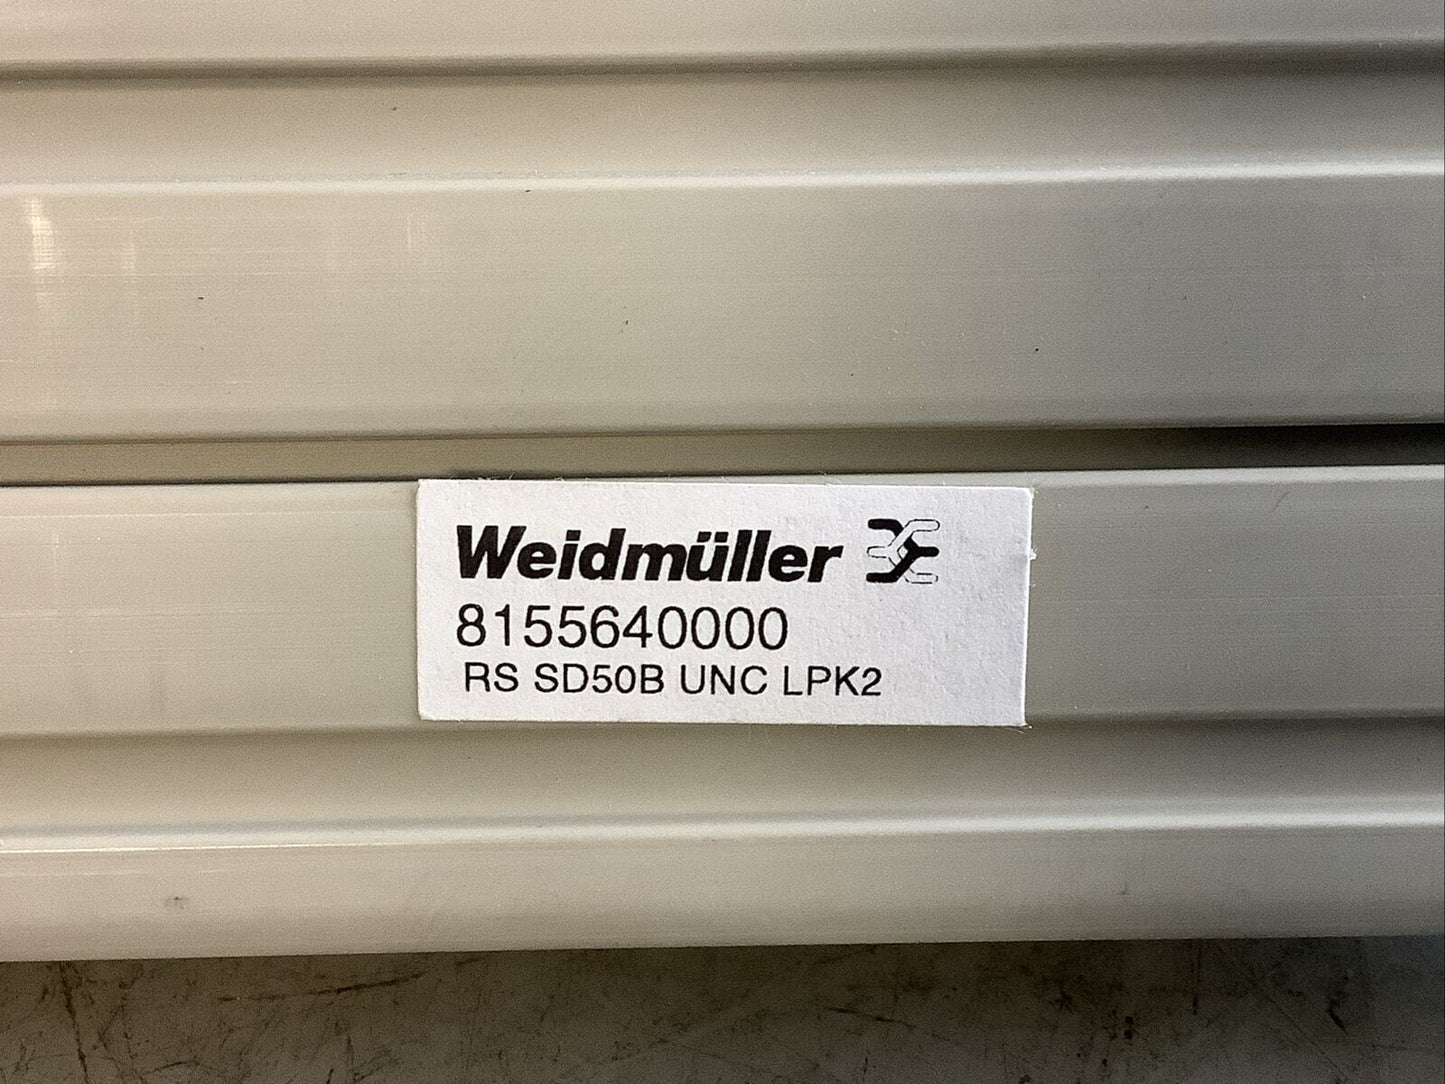 Weidmüller
8155640000
RS SD50B UNC LPK2